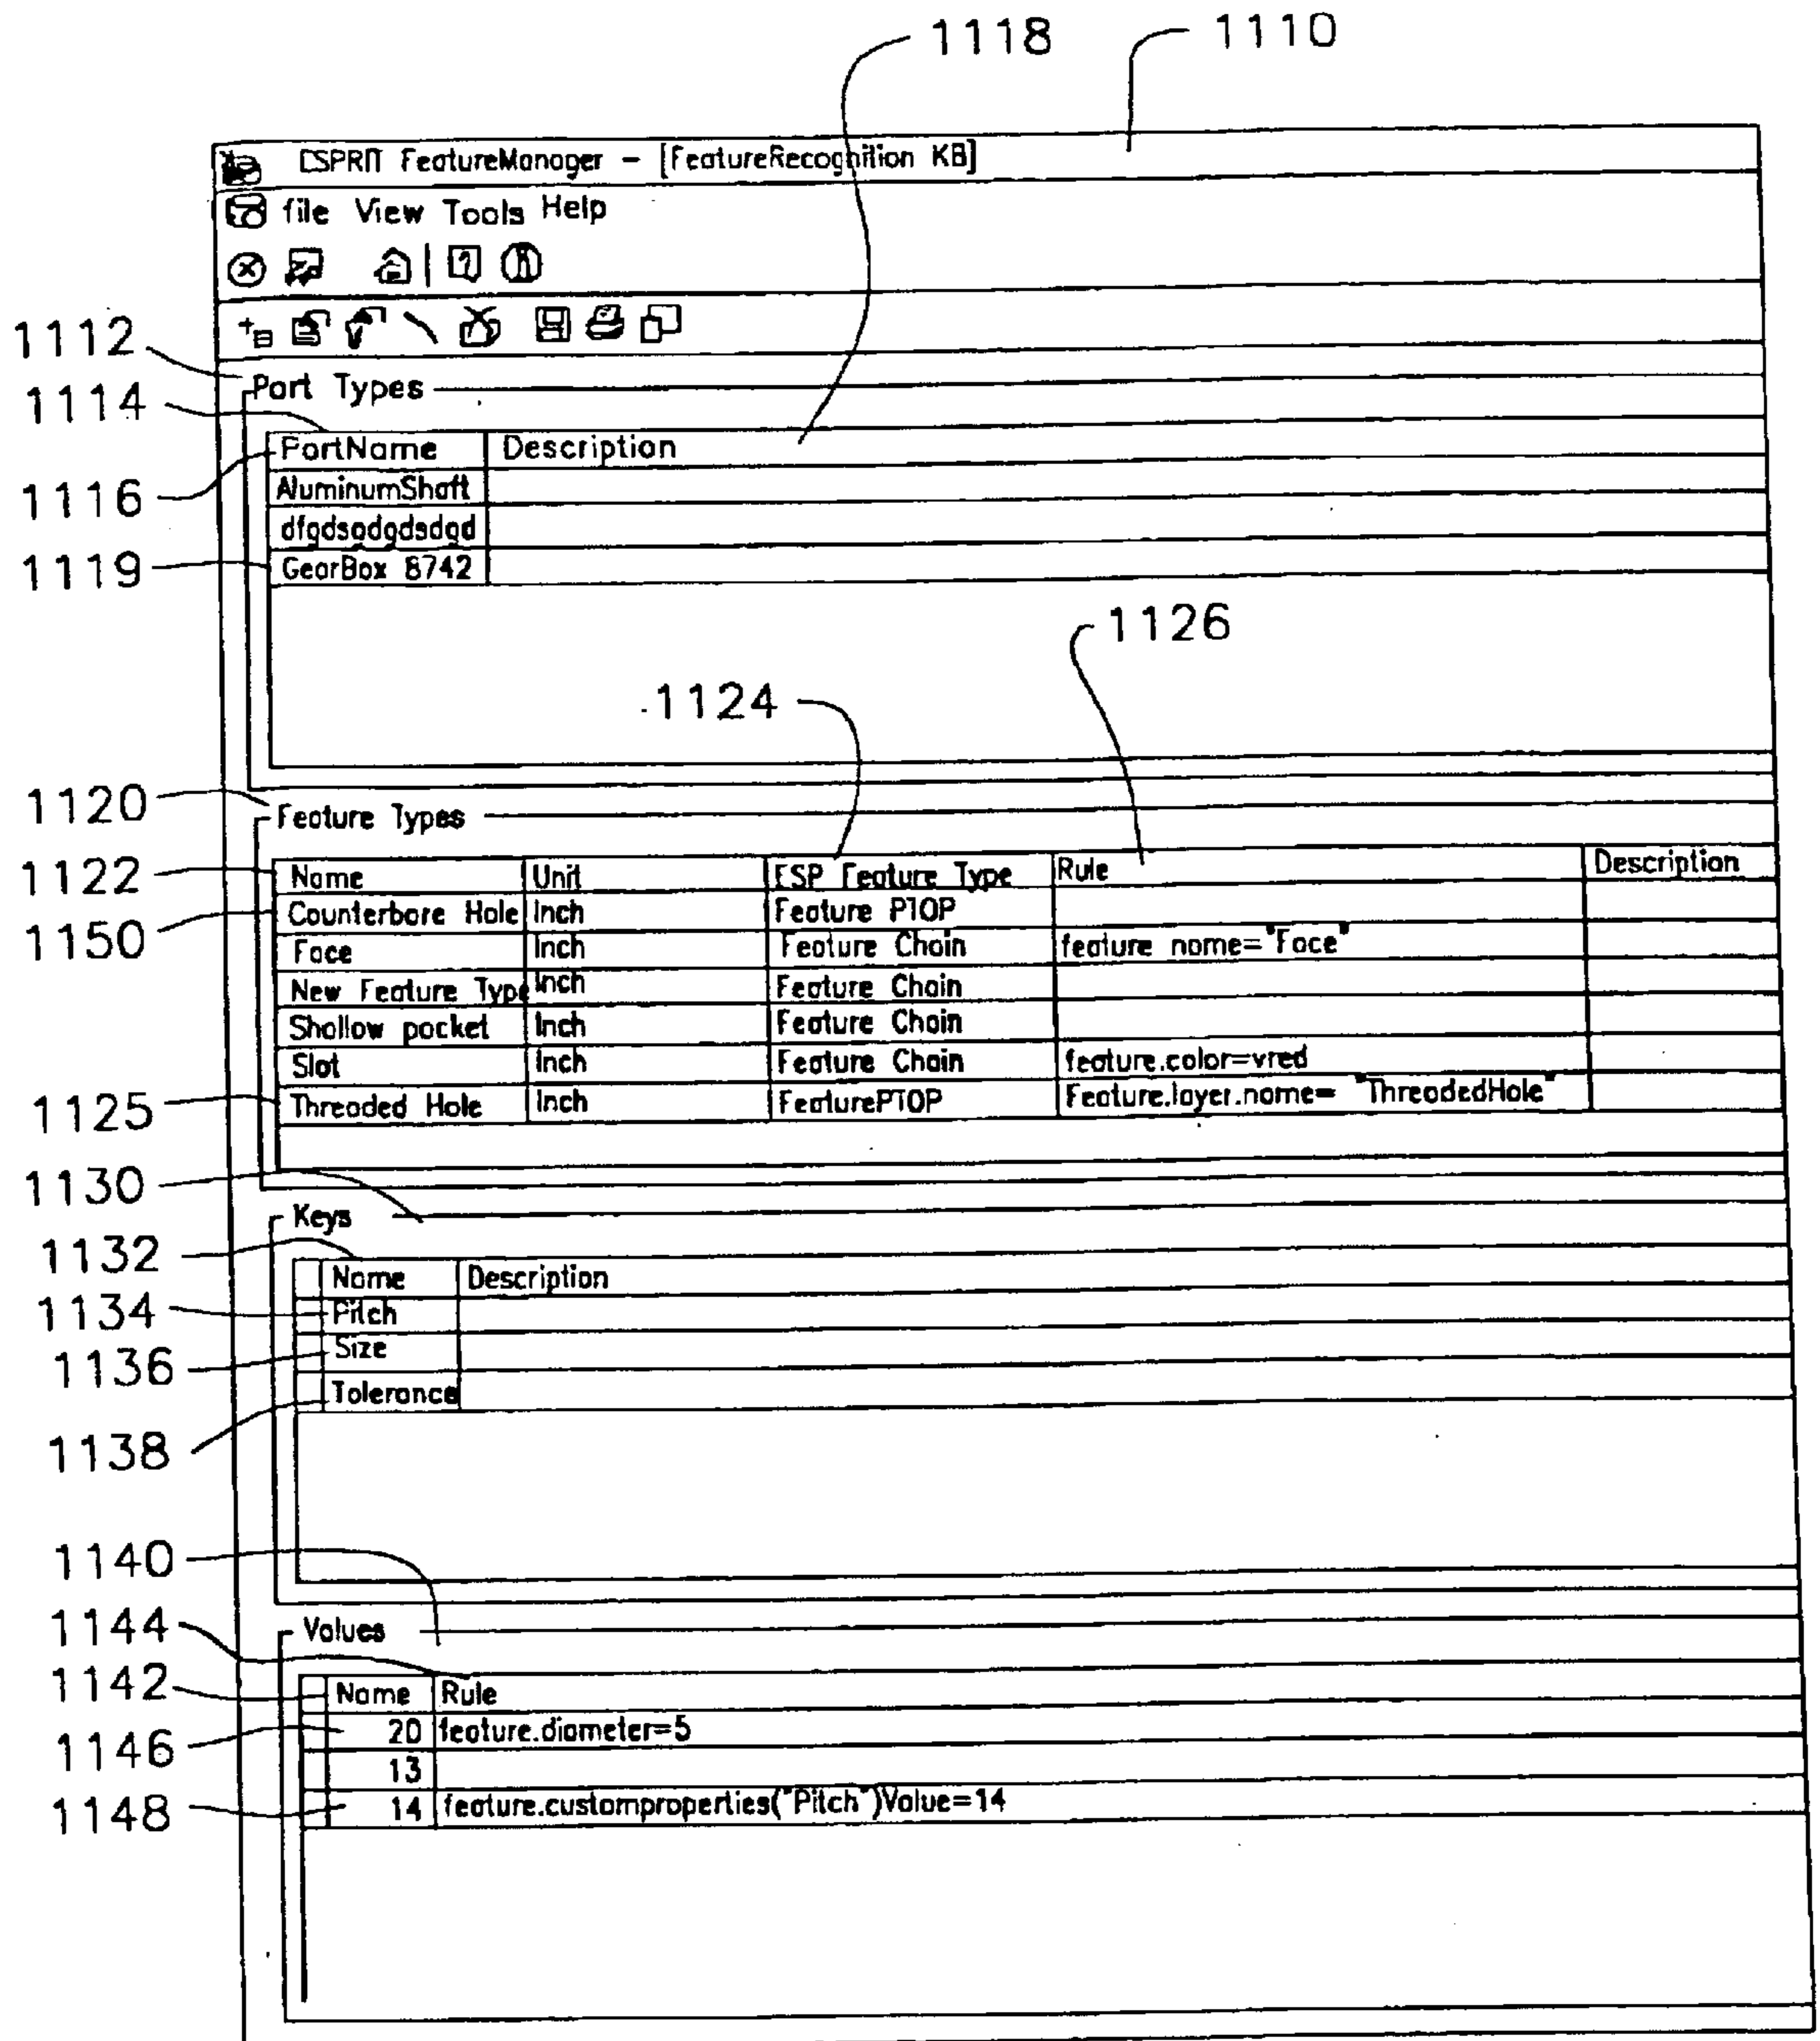 1118 1110
ESPRIT FeatureManager - [FeatureRecognition KB]
file View Tools Help
1112
Part Types
1114
PartName Description
1116
AluminumShaft
dfgdsgdgdsdgd
1119 GearBox 8742
1126
1124
1120
Feature Types
1122 Name Unit ESP Feature Type Rule Description
1150 Counterbore Hole Inch Feature PTOP
Face Inch Feature Chain feature name="Face"
New Feature Type Inch Feature Chain
Shallow pocket Inch Feature Chain
Slot Inch Feature Chain feature.color=vred
1125 Threaded Hole Inch FeaturePTOP Feature.layer.name= "ThreadedHole"
1130
Keys
1132
Name Description
1134 Pitch
1136 Size
Tolerance
1138
1140
1144 Values
1142 Name Rule
1146 20 feature.diameter=5
13
1148 14 feature.customproperties("Pitch")Value=14